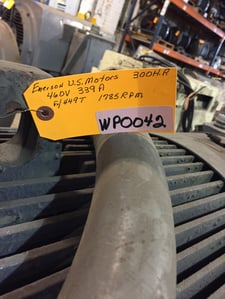 Emerson U.S. Motors 300H.P.
460V 339A
F/449T 1785RPM
WP0042